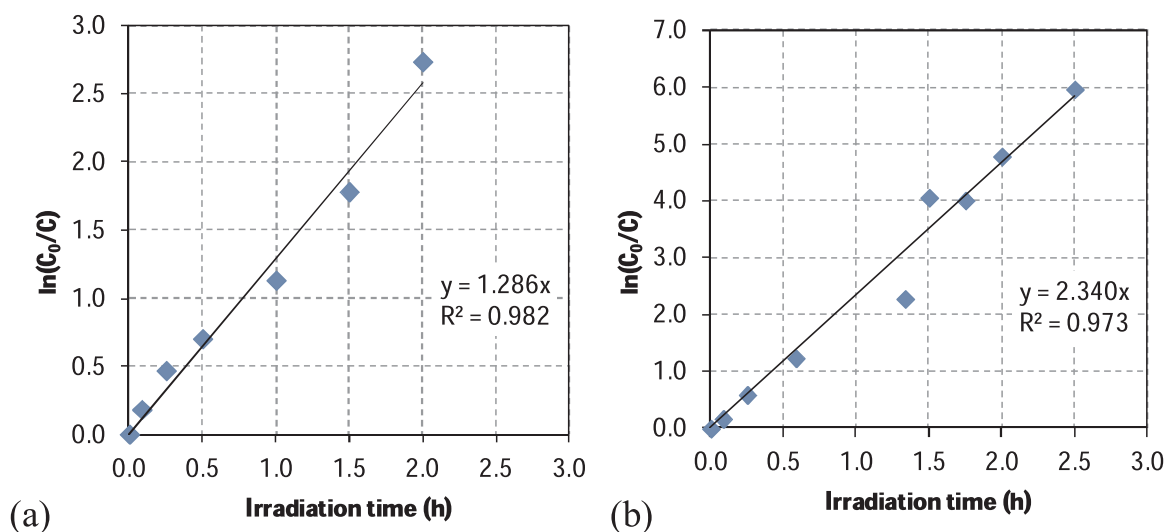 3.0
2.5
2.0
1.5
1.0
0.5
0.0
ln(C₀/C)
y = 1.286x
R² = 0.982
0.0 0.5 1.0 1.5 2.0 2.5 3.0
Irradiation time (h)
(a)
7.0
6.0
5.0
4.0
3.0
2.0
1.0
0.0
ln(C₀/C)
y = 2.340x
R² = 0.973
0.0 0.5 1.0 1.5 2.0 2.5 3.0
Irradiation time (h)
(b)